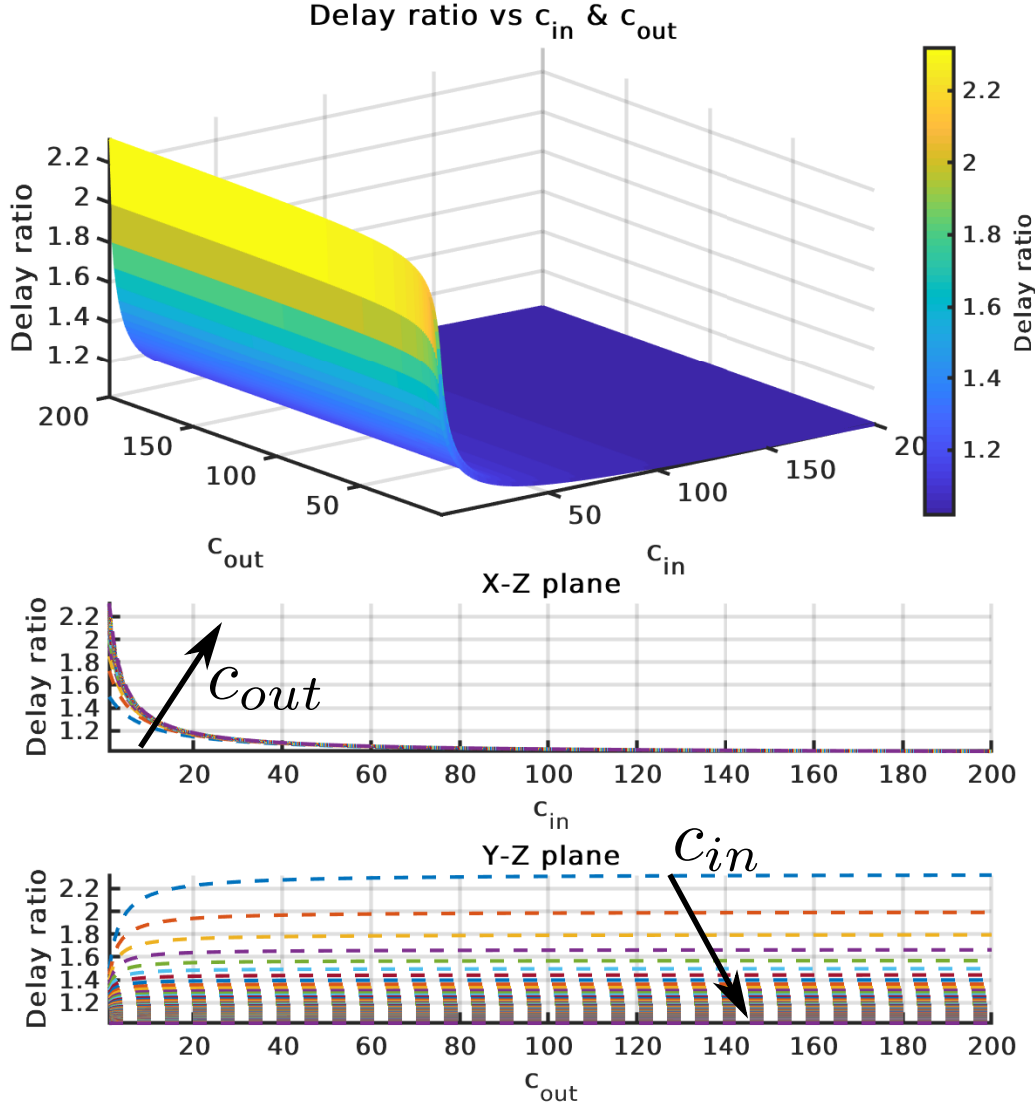 Delay ratio vs c_in & c_out
Delay ratio
2.2
2
1.8
1.6
1.4
1.2
200
150
100
50
c_out
50
100
150
20
c_in
2.2
2
1.8
1.6
1.4
1.2
Delay ratio
X-Z plane
Delay ratio
2.2
2
1.8
1.6
1.4
1.2
c_out
20 40 60 80 100 120 140 160 180 200
c_in
Y-Z plane
c_in
Delay ratio
2.2
2
1.8
1.6
1.4
1.2
20 40 60 80 100 120 140 160 180 200
c_out